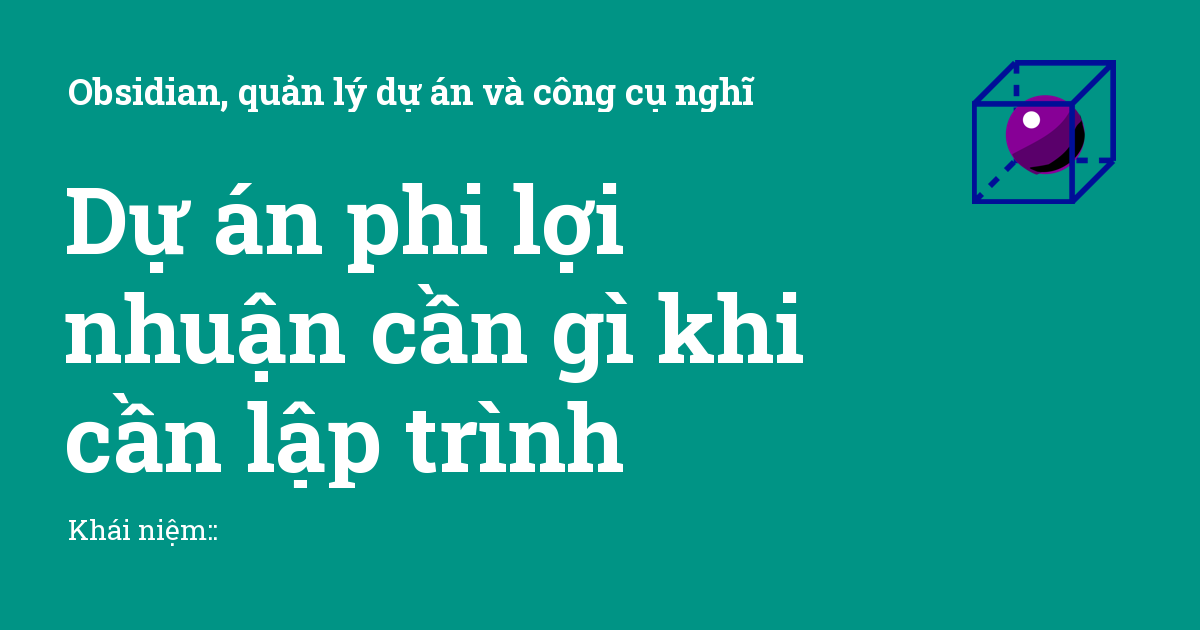 Obsidian, quản lý dự án và công cụ nghĩ
Dự án phi lợi
nhuận cần gì khi
cần lập trình
Khái niệm::